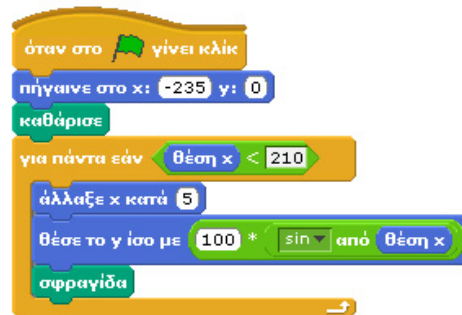 όταν στο γίνει κλίκ
πήγαινε στο x: -235 y: 0
καθάρισε
για πάντα εάν θέση x < 210
άλλαξε x κατά 5
θέσε το y ίσο με 100 * sin από θέση x
σφραγίδα